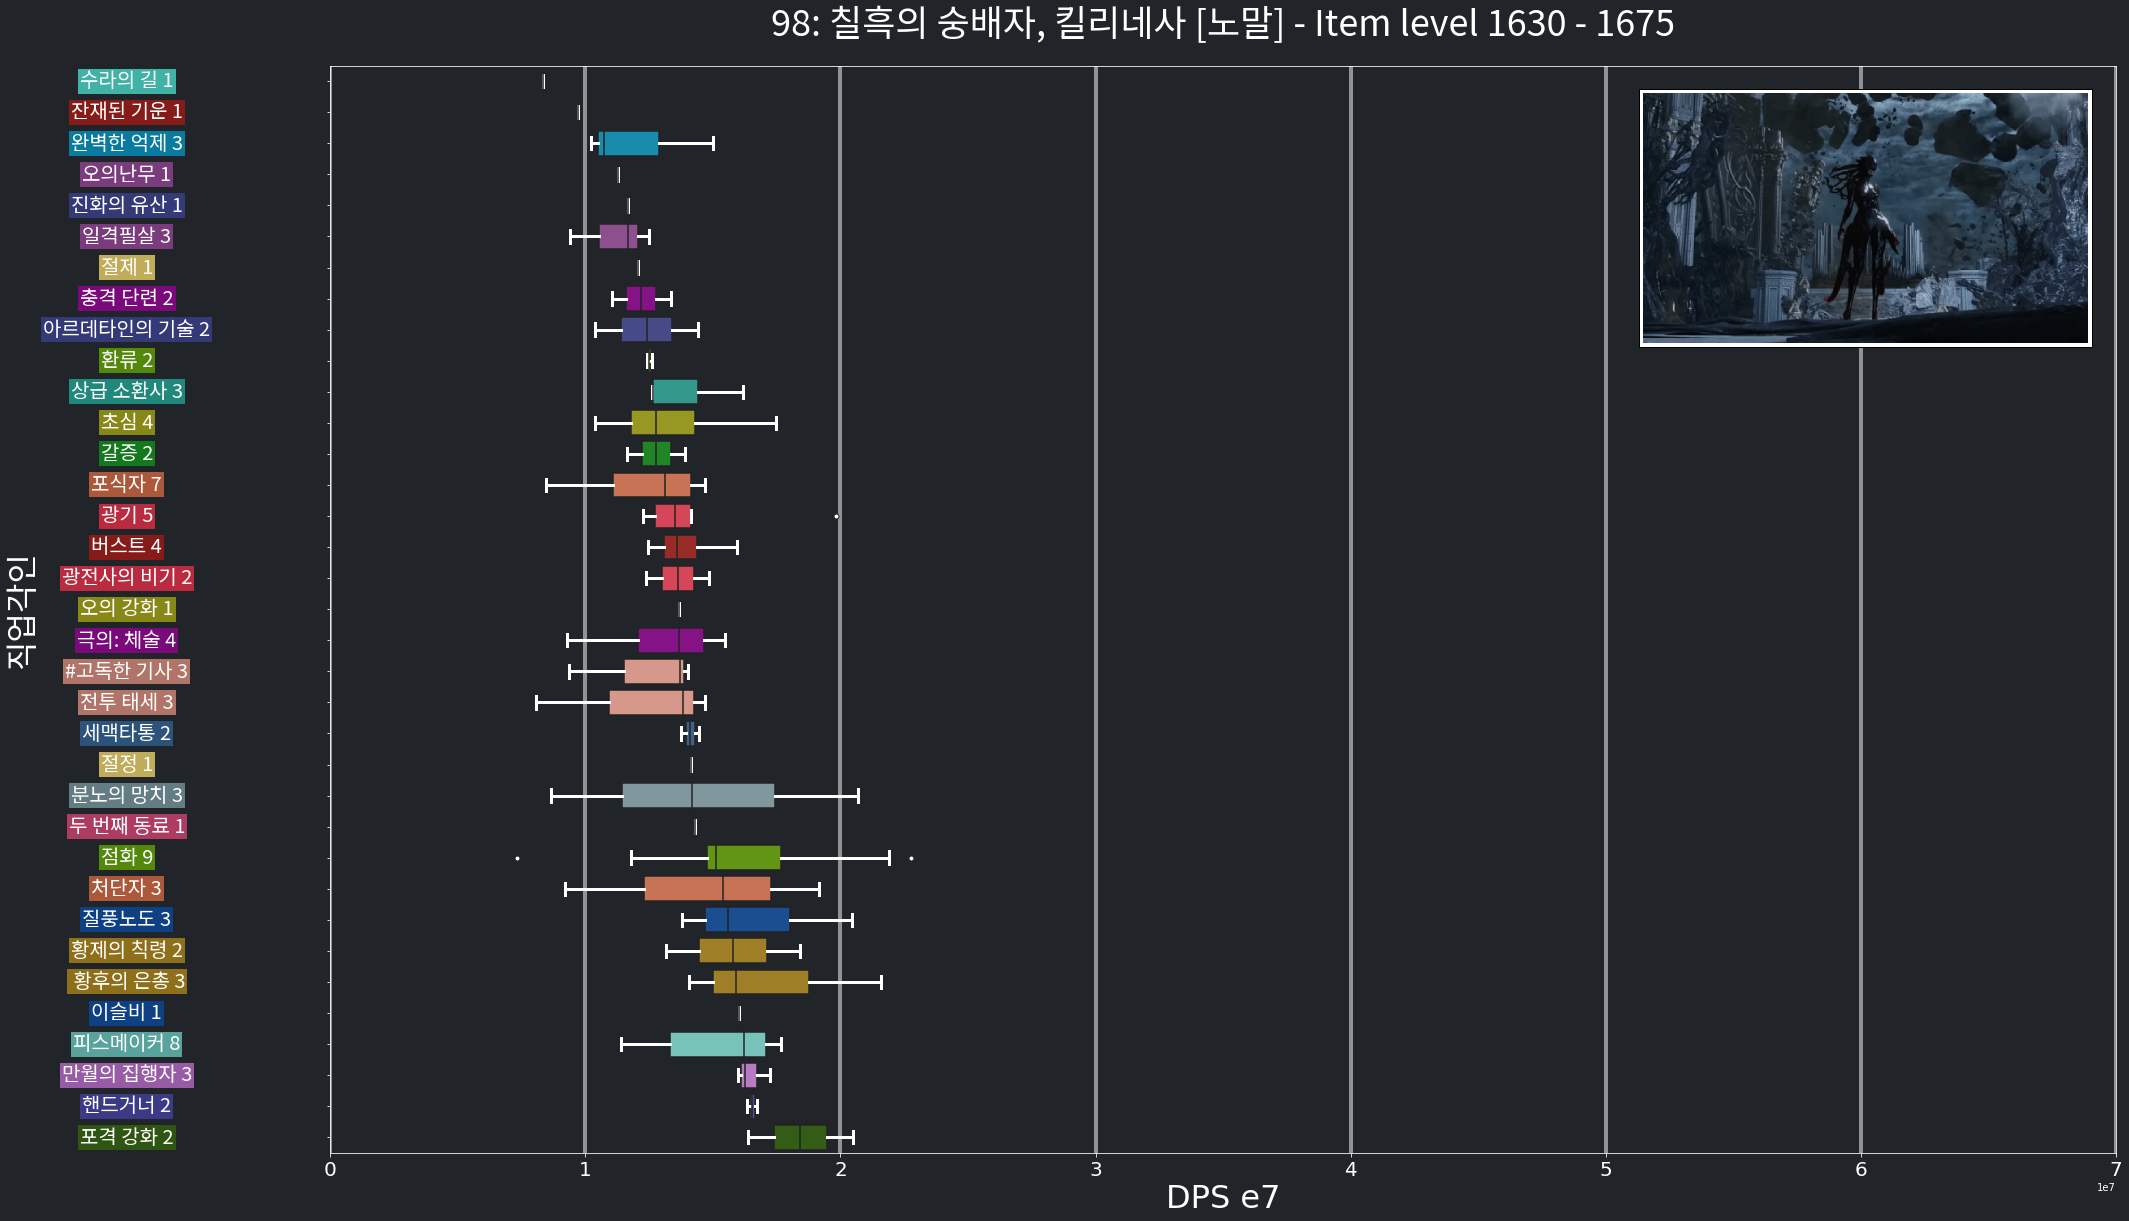 98: 칠흑의 숭배자, 킬리네사 [노말] - Item level 1630 - 1675
직업각인
수라의 길 1
잔재된 기운 1
완벽한 억제 3
오의난무 1
진화의 유산 1
일격필살 3
절제 1
충격 단련 2
아르데타인의 기술 2
환류 2
상급 소환사 3
초심 4
갈증 2
포식자 7
광기 5
버스트 4
광전사의 비기 2
오의 강화 1
극의: 체술 4
#고독한 기사 3
전투 태세 3
세맥타통 2
절정 1
분노의 망치 3
두 번째 동료 1
점화 9
처단자 3
질풍노도 3
황제의 칙령 2
황후의 은총 3
이슬비 1
피스메이커 8
만월의 집행자 3
핸드거너 2
포격 강화 2
0 1 2 3 4 5 6 7
1e7
DPS e7